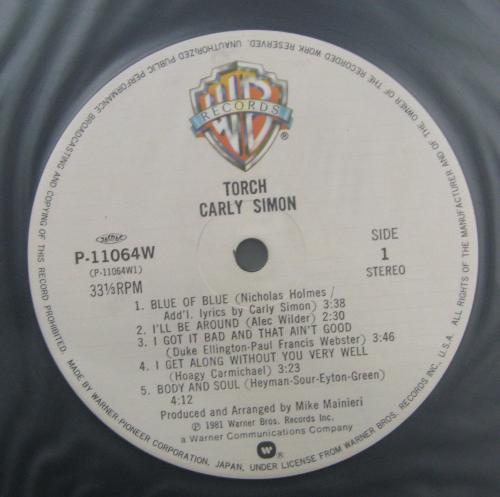 WB
RECORDS
®
TORCH
CARLY SIMON
P-11064W
(P-11064W1)
33⅓RPM
SIDE
1
STEREO
1. BLUE OF BLUE (Nicholas Holmes/
Add'l. lyrics by Carly Simon) 3:38
2. I'LL BE AROUND (Alec Wilder) 2:30
3. I GOT IT BAD AND THAT AIN'T GOOD
(Duke Ellington-Paul Francis Webster) 3:46
4. I GET ALONG WITHOUT YOU VERY WELL
(Hoagy Carmichael) 3:23
5. BODY AND SOUL (Heyman-Sour-Eyton-Green)
4:12
Produced and Arranged by Mike Mainieri
℗ 1981 Warner Bros. Records Inc.
a Warner Communications Company
MADE BY WARNER-PIONEER CORPORATION, JAPAN, UNDER LICENSE FROM WARNER BROS. RECORDS INC., U.S.A. ALL RIGHTS OF THE MANUFACTURER AND OF THE OWNER OF THE RECORDED WORK RESERVED. UNAUTHORIZED PUBLIC PERFORMANCE BROADCASTING AND COPYING OF THIS RECORD PROHIBITED.